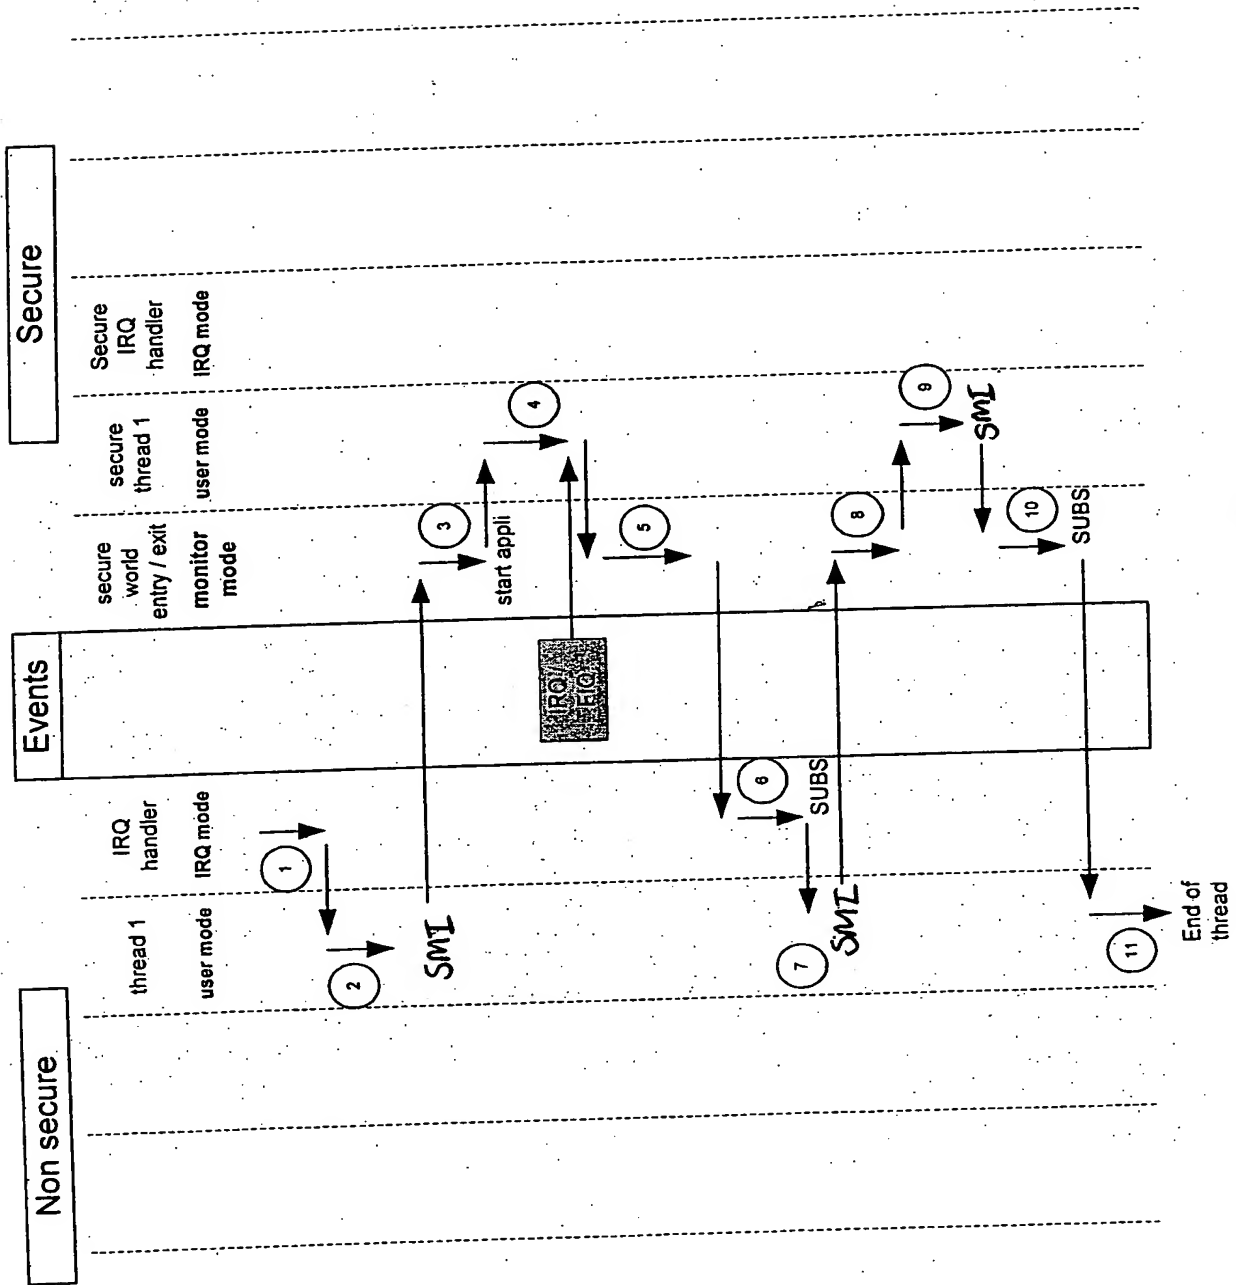 Non secure
Events
Secure
thread 1
user mode
IRQ
handler
IRQ mode
secure
world
entry / exit
monitor
mode
secure
thread 1
user mode
Secure
IRQ
handler
IRQ mode
1
2
SMI
3
start appli
4
IRQ /
FIQ
5
6
SUBS
7
SMI
8
9
SMI
10
SUBS
11
End of
thread